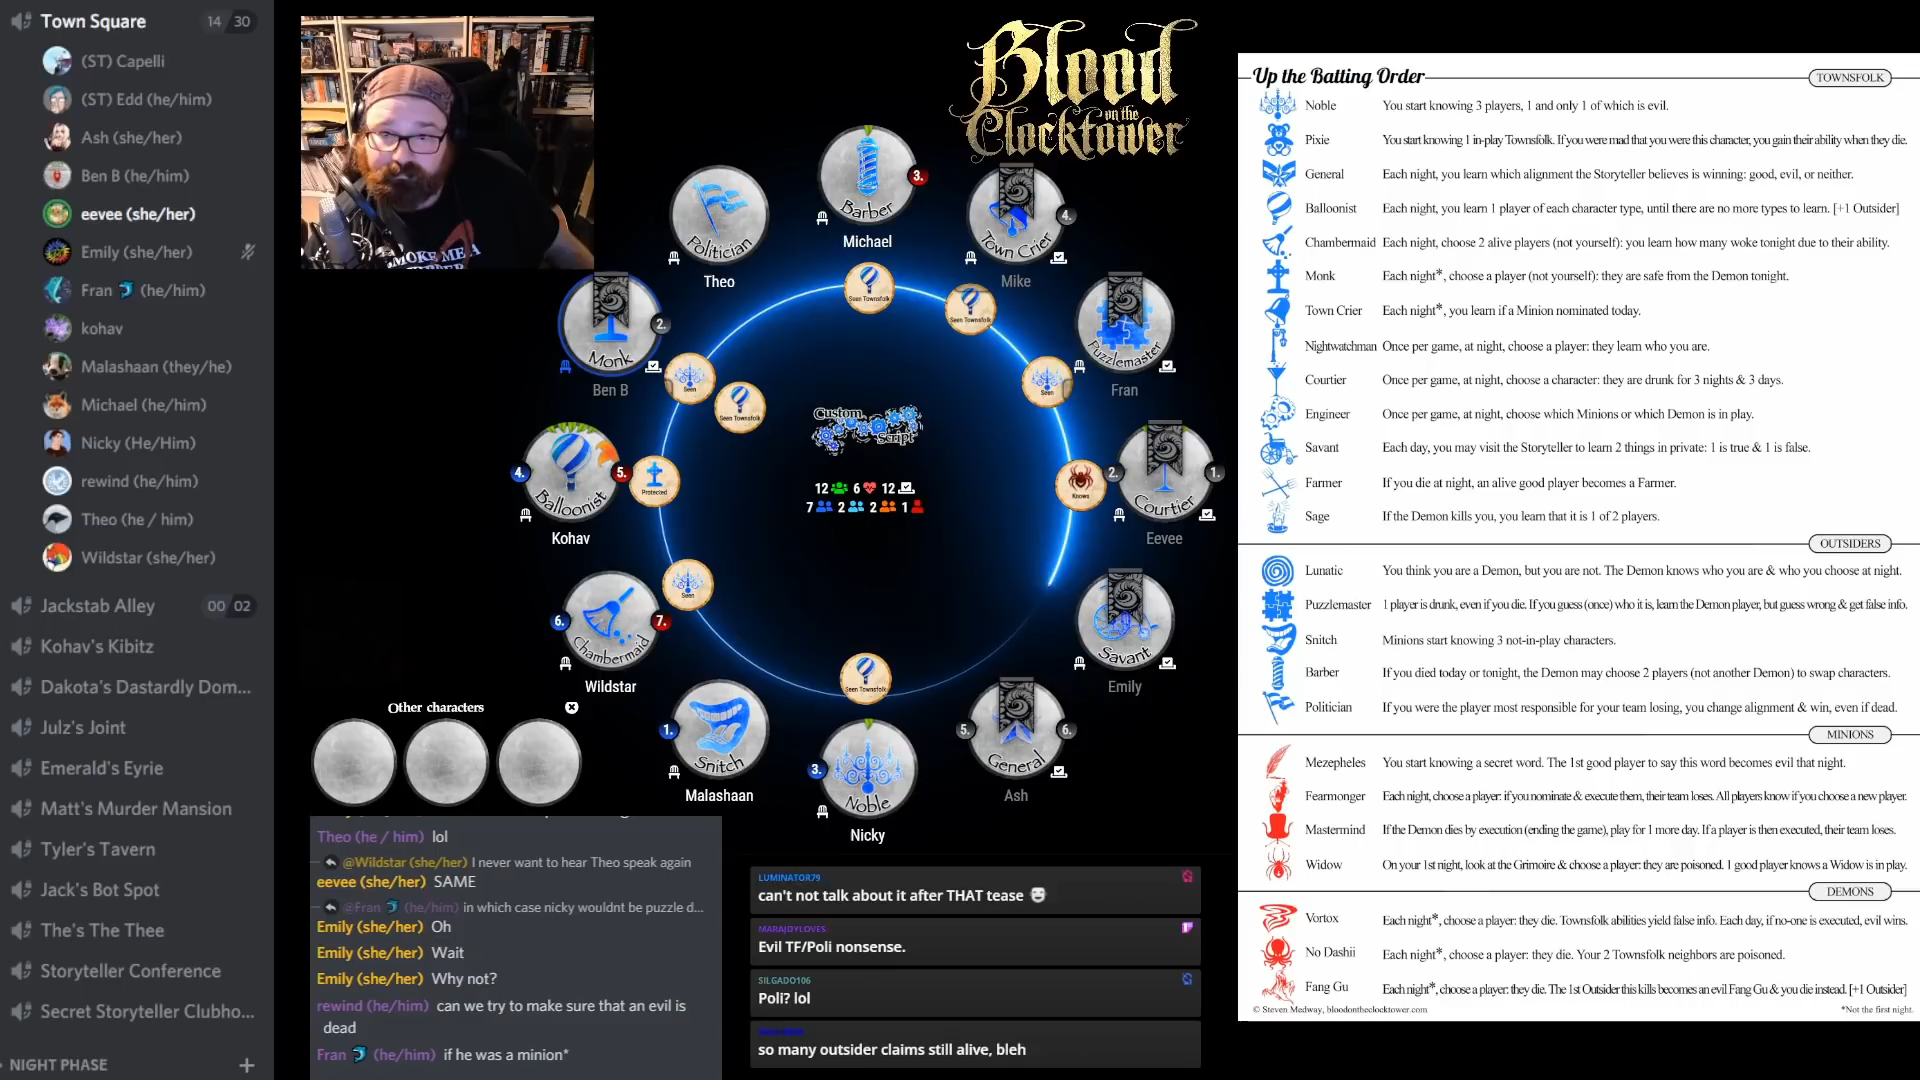 Town Square 14 30
(ST) Capelli
(ST) Edd (he/him)
Ash (she/her)
Ben B (he/him)
eevee (she/her)
Emily (she/her)
Fran (he/him)
kohav
Malashaan (they/he)
Michael (he/him)
Nicky (He/Him)
rewind (he/him)
Theo (he / him)
Wildstar (she/her)
Jackstab Alley 00 02
Kohav's Kibitz
Dakota's Dastardly Dom...
Julz's Joint
Emerald's Eyrie
Matt's Murder Mansion
Tyler's Tavern
Jack's Bot Spot
The's The Thee
Storyteller Conference
Secret Storyteller Clubho...
NIGHT PHASE +
SMOKE ME A
Blood
on the
Clocktower
Barber
3.
Michael
Politician
Theo
Town Crier
4.
Mike
Monk
2.
Ben B
Puzzlemaster
Fran
Seen Townsfolk
Seen Townsfolk
Seen
Seen Townsfolk
Seen
Custom
Script
4.
Balloonist
5.
Protected
Kohav
12 6 12
7 2 2 1
Knows
2.
Courtier
1.
Eevee
6.
Chambermaid
7.
Seen
Wildstar
Savant
Emily
1.
Snitch
Malashaan
Seen Townsfolk
3.
Noble
Nicky
5.
General
6.
Ash
Other characters
Theo (he / him) lol
@Wildstar (she/her) I never want to hear Theo speak again
eevee (she/her) SAME
@Fran (he/him) in which case nicky wouldnt be puzzle d...
Emily (she/her) Oh
Emily (she/her) Wait
Emily (she/her) Why not?
rewind (he/him) can we try to make sure that an evil is
dead
Fran (he/him) if he was a minion*
LUMINATOR79
can't not talk about it after THAT tease
MARAJDYLOVES
Evil TF/Poli nonsense.
SILGADO106
Poli? lol
so many outsider claims still alive, bleh
Up the Batting Order
TOWNSFOLK
Noble You start knowing 3 players, 1 and only 1 of which is evil.
Pixie You start knowing 1 in-play Townsfolk. If you were mad that you were this character, you gain their ability when they die.
General Each night, you learn which alignment the Storyteller believes is winning: good, evil, or neither.
Balloonist Each night, you learn 1 player of each character type, until there are no more types to learn. [+1 Outsider]
Chambermaid Each night, choose 2 alive players (not yourself): you learn how many woke tonight due to their ability.
Monk Each night*, choose a player (not yourself): they are safe from the Demon tonight.
Town Crier Each night*, you learn if a Minion nominated today.
Nightwatchman Once per game, at night, choose a player: they learn who you are.
Courtier Once per game, at night, choose a character: they are drunk for 3 nights & 3 days.
Engineer Once per game, at night, choose which Minions or which Demon is in play.
Savant Each day, you may visit the Storyteller to learn 2 things in private: 1 is true & 1 is false.
Farmer If you die at night, an alive good player becomes a Farmer.
Sage If the Demon kills you, you learn that it is 1 of 2 players.
OUTSIDERS
Lunatic You think you are a Demon, but you are not. The Demon knows who you are & who you choose at night.
Puzzlemaster 1 player is drunk, even if you die. If you guess (once) who it is, learn the Demon player, but guess wrong & get false info.
Snitch Minions start knowing 3 not-in-play characters.
Barber If you died today or tonight, the Demon may choose 2 players (not another Demon) to swap characters.
Politician If you were the player most responsible for your team losing, you change alignment & win, even if dead.
MINIONS
Mezepheles You start knowing a secret word. The 1st good player to say this word becomes evil that night.
Fearmonger Each night, choose a player: if you nominate & execute them, their team loses. All players know if you choose a new player.
Mastermind If the Demon dies by execution (ending the game), play for 1 more day. If a player is then executed, their team loses.
Widow On your 1st night, look at the Grimoire & choose a player: they are poisoned. 1 good player knows a Widow is in play.
DEMONS
Vortox Each night*, choose a player: they die. Townsfolk abilities yield false info. Each day, if no-one is executed, evil wins.
No Dashii Each night*, choose a player: they die. Your 2 Townsfolk neighbors are poisoned.
Fang Gu Each night*, choose a player: they die. The 1st Outsider this kills becomes an evil Fang Gu & you die instead. [+1 Outsider]
© Steven Medway, bloodontheclocktower.com *Not the first night.